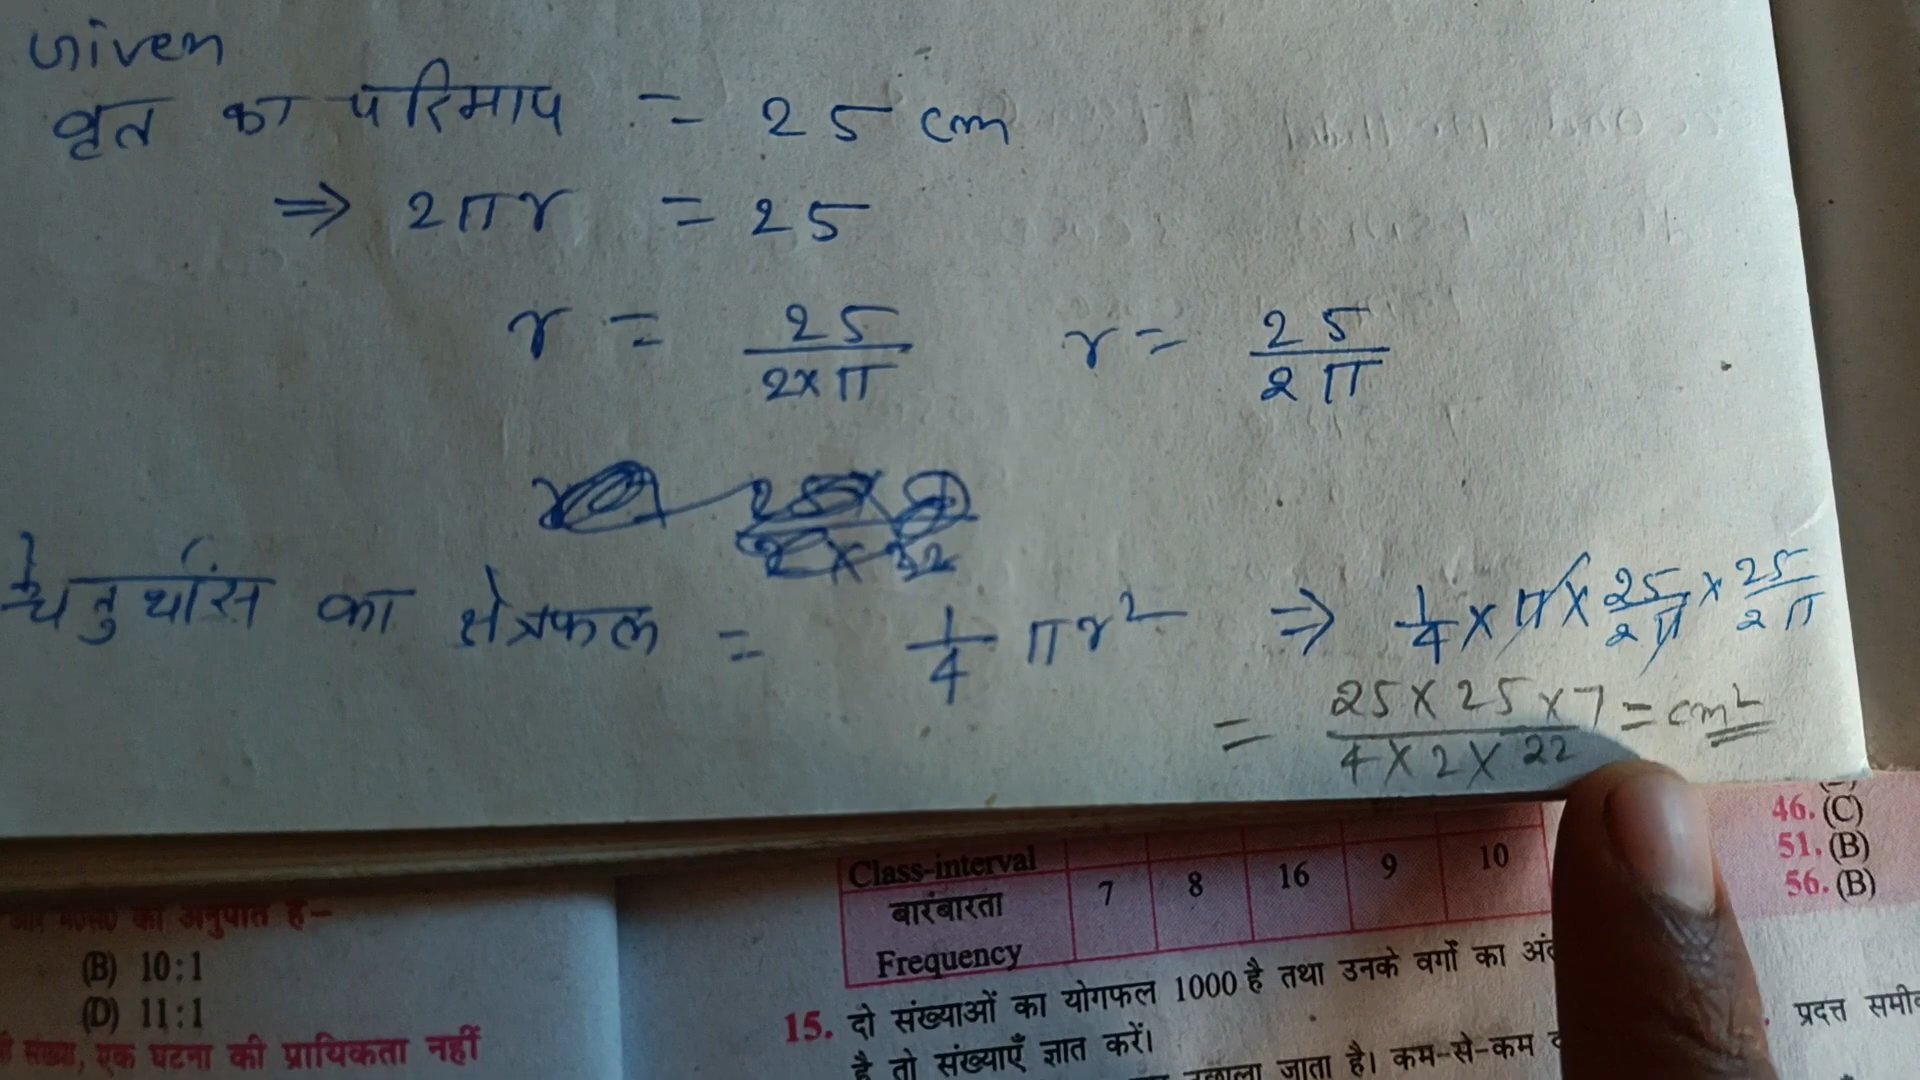 Given
वृत का परिमाप = 25 cm
⇒ 2πr = 25
r = 25/2×π r = 25/2π
चतुर्थांस का क्षेत्रफल = 1/4 πr² ⇒ 1/4 × π × 25/2π × 25/2π
= 25×25×7/4×2×22 = cm²
46. (C)
51. (B)
56. (B)
Class-interval
बारंबारता 7 8 16 9 10
Frequency
का अनुपात है–
(B) 10:1
(D) 11:1
एक घटना की प्रायिकता नहीं
15. दो संख्याओं का योगफल 1000 है तथा उनके वर्गों का
है तो संख्याएँ ज्ञात करें।
जाता है। कम-से-कम
प्रदत्त